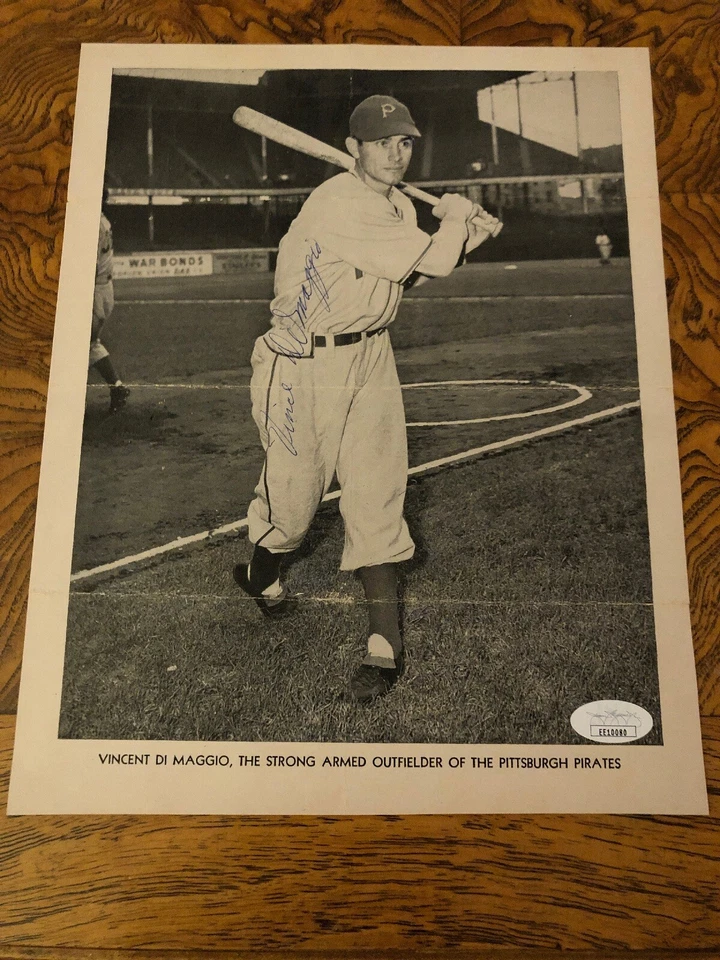 P
WAR BONDS
Vince DiMaggio
EE10080
VINCENT DI MAGGIO, THE STRONG ARMED OUTFIELDER OF THE PITTSBURGH PIRATES